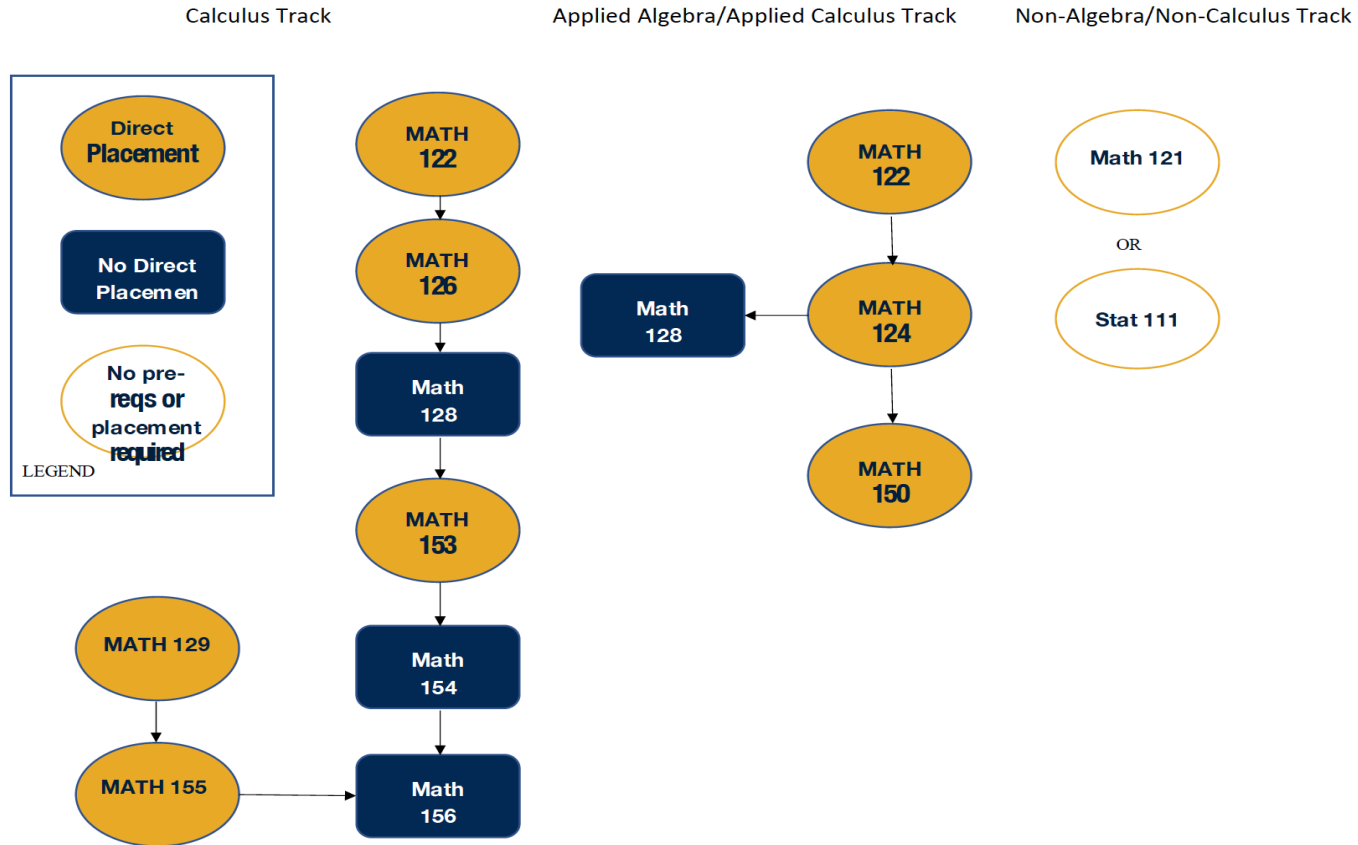 Calculus Track
Applied Algebra/Applied Calculus Track
Non-Algebra/Non-Calculus Track
Direct
Placement
No Direct
Placemen
No pre-
reqs or
placement
required
LEGEND
MATH
122
MATH
126
Math
128
MATH
153
Math
154
Math
156
MATH 129
MATH 155
MATH
122
MATH
124
Math
128
MATH
150
Math 121
OR
Stat 111